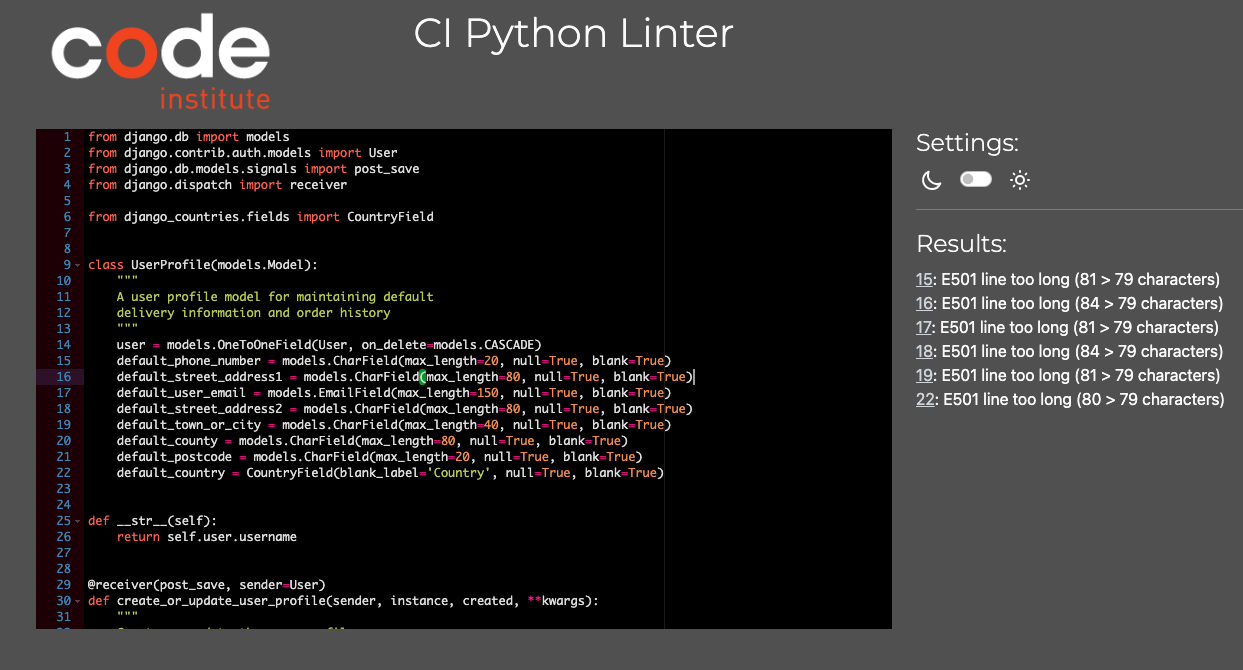 code
institute
CI Python Linter
1 from django.db import models
2 from django.contrib.auth.models import User
3 from django.db.models.signals import post_save
4 from django.dispatch import receiver
5
6 from django_countries.fields import CountryField
7
8
9 class UserProfile(models.Model):
10     """
11     A user profile model for maintaining default
12     delivery information and order history
13     """
14     user = models.OneToOneField(User, on_delete=models.CASCADE)
15     default_phone_number = models.CharField(max_length=20, null=True, blank=True)
16     default_street_address1 = models.CharField(max_length=80, null=True, blank=True)
17     default_user_email = models.EmailField(max_length=150, null=True, blank=True)
18     default_street_address2 = models.CharField(max_length=80, null=True, blank=True)
19     default_town_or_city = models.CharField(max_length=40, null=True, blank=True)
20     default_county = models.CharField(max_length=80, null=True, blank=True)
21     default_postcode = models.CharField(max_length=20, null=True, blank=True)
22     default_country = CountryField(blank_label='Country', null=True, blank=True)
23
24
25 def __str__(self):
26     return self.user.username
27
28
29 @receiver(post_save, sender=User)
30 def create_or_update_user_profile(sender, instance, created, **kwargs):
31     """
Settings:
Results:
15: E501 line too long (81 > 79 characters)
16: E501 line too long (84 > 79 characters)
17: E501 line too long (81 > 79 characters)
18: E501 line too long (84 > 79 characters)
19: E501 line too long (81 > 79 characters)
22: E501 line too long (80 > 79 characters)